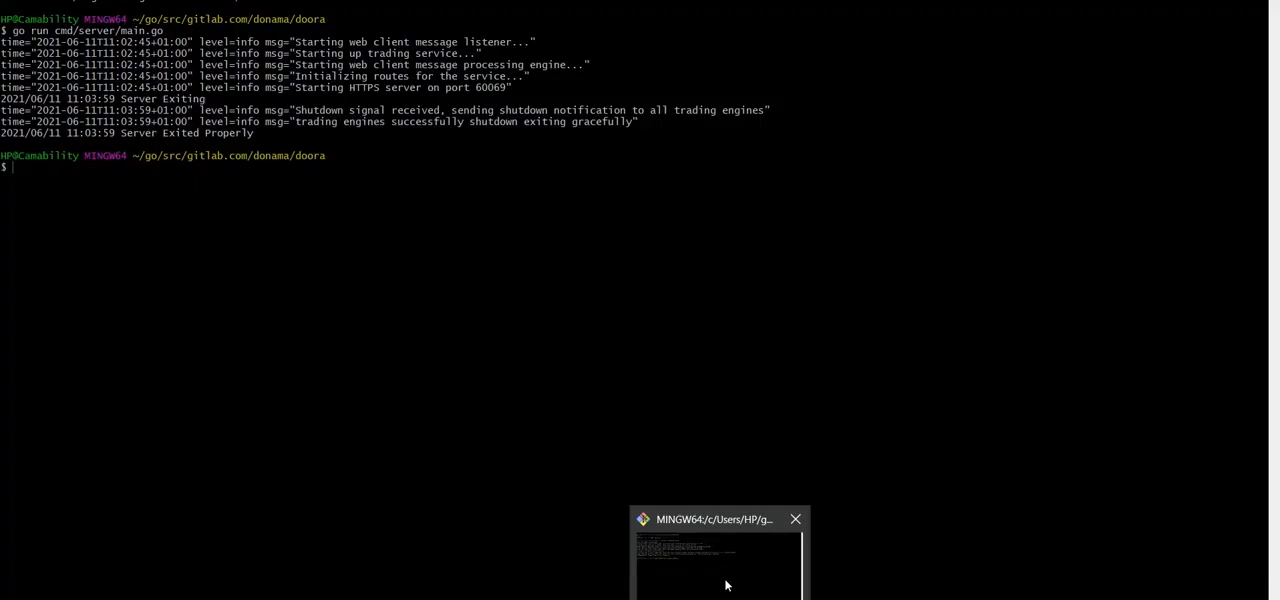 HP@Camability MINGW64 ~/go/src/gitlab.com/donama/doora
$ go run cmd/server/main.go
time="2021-06-11T11:02:45+01:00" level=info msg="Starting web client message listener..."
time="2021-06-11T11:02:45+01:00" level=info msg="Starting up trading service..."
time="2021-06-11T11:02:45+01:00" level=info msg="Starting web client message processing engine..."
time="2021-06-11T11:02:45+01:00" level=info msg="Initializing routes for the service..."
time="2021-06-11T11:02:45+01:00" level=info msg="Starting HTTPS server on port 60069"
2021/06/11 11:03:59 Server Exiting
time="2021-06-11T11:03:59+01:00" level=info msg="Shutdown signal received, sending shutdown notification to all trading engines"
time="2021-06-11T11:03:59+01:00" level=info msg="trading engines successfully shutdown exiting gracefully"
2021/06/11 11:03:59 Server Exited Properly
HP@Camability MINGW64 ~/go/src/gitlab.com/donama/doora
$
MINGW64:/c/Users/HP/g...